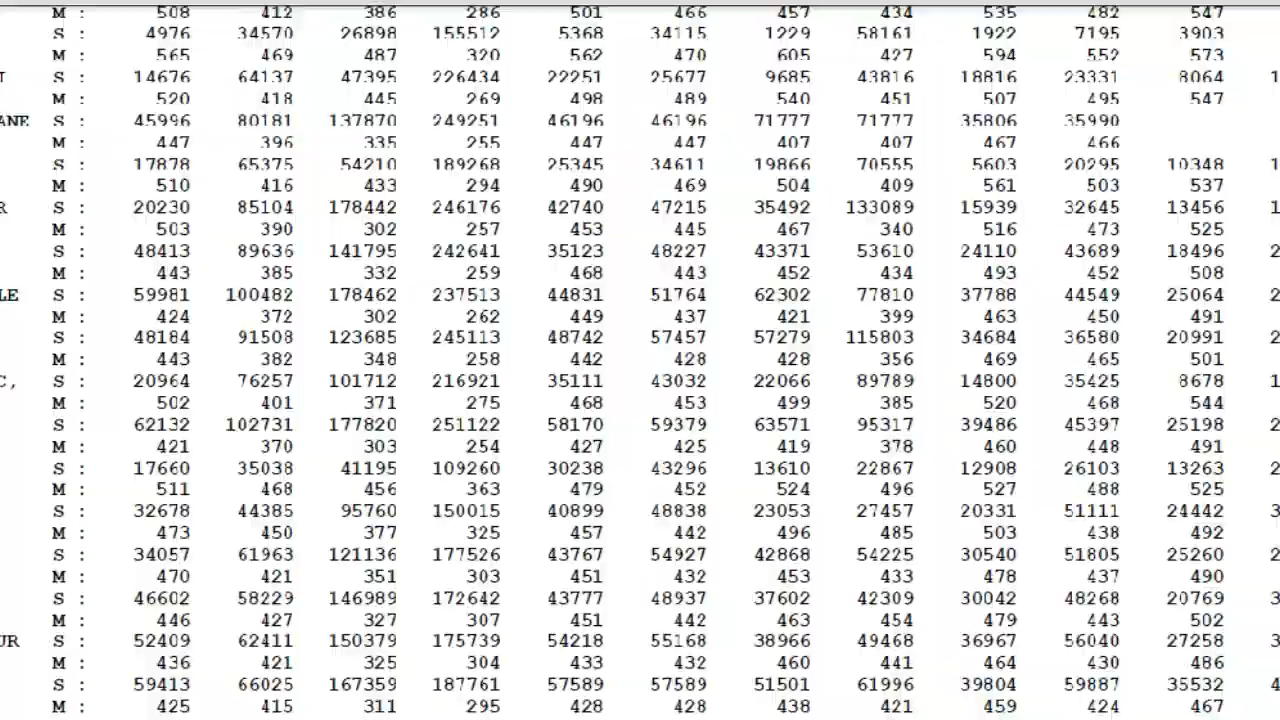 M : 508 412 386 286 501 466 457 434 535 482 547
S : 4976 34570 26898 155512 5368 34115 1229 58161 1922 7195 3903
M : 565 469 487 320 562 470 605 427 594 552 573
S : 14676 64137 47395 226434 22251 25677 9685 43816 18816 23331 8064 1
M : 520 418 445 269 498 489 540 451 507 495 547
ANE S : 45996 80181 137870 249251 46196 46196 71777 71777 35806 35990
M : 447 396 335 255 447 447 407 407 467 466
S : 17878 65375 54210 189268 25345 34611 19866 70555 5603 20295 10348 1
M : 510 416 433 294 490 469 504 409 561 503 537
R S : 20230 85104 178442 246176 42740 47215 35492 133089 15939 32645 13456 1
M : 503 390 302 257 453 445 467 340 516 473 525
S : 48413 89636 141795 242641 35123 48227 43371 53610 24110 43689 18496 2
M : 443 385 332 259 468 443 452 434 493 452 508
LE S : 59981 100482 178462 237513 44831 51764 62302 77810 37788 44549 25064 2
M : 424 372 302 262 449 437 421 399 463 450 491
S : 48184 91508 123685 245113 48742 57457 57279 115803 34684 36580 20991 2
M : 443 382 348 258 442 428 428 356 469 465 501
C, S : 20964 76257 101712 216921 35111 43032 22066 89789 14800 35425 8678 1
M : 502 401 371 275 468 453 499 385 520 468 544
S : 62132 102731 177820 251122 58170 59379 63571 95317 39486 45397 25198 2
M : 421 370 303 254 427 425 419 378 460 448 491
S : 17660 35038 41195 109260 30238 43296 13610 22867 12908 26103 13263 2
M : 511 468 456 363 479 452 524 496 527 488 525
S : 32678 44385 95760 150015 40899 48838 23053 27457 20331 51111 24442 3
M : 473 450 377 325 457 442 496 485 503 438 492
S : 34057 61963 121136 177526 43767 54927 42868 54225 30540 51805 25260 2
M : 470 421 351 303 451 432 453 433 478 437 490
S : 46602 58229 146989 172642 43777 48937 37602 42309 30042 48268 20769 3
M : 446 427 327 307 451 442 463 454 479 443 502
UR S : 52409 62411 150379 175739 54218 55168 38966 49468 36967 56040 27258 3
M : 436 421 325 304 433 432 460 441 464 430 486
S : 59413 66025 167359 187761 57589 57589 51501 61996 39804 59887 35532 4
M : 425 415 311 295 428 428 438 421 459 424 467